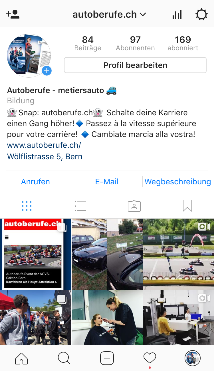 autoberufe.ch
84 97 169
Beiträge Abonnenten abonniert
Profil bearbeiten
Autoberufe - metiersauto 🚙
Bildung
👻Snap: autoberufe.ch👻 Schalte deine Karriere
einen Gang höher!🔹 Passez à la vitesse supérieure
pour votre carrière! 🔹 Cambiate marcia alla vostra!
www.autoberufe.ch/
Wölflistrasse 5, Bern
Anrufen E-Mail Wegbeschreibung
autoberufe.ch